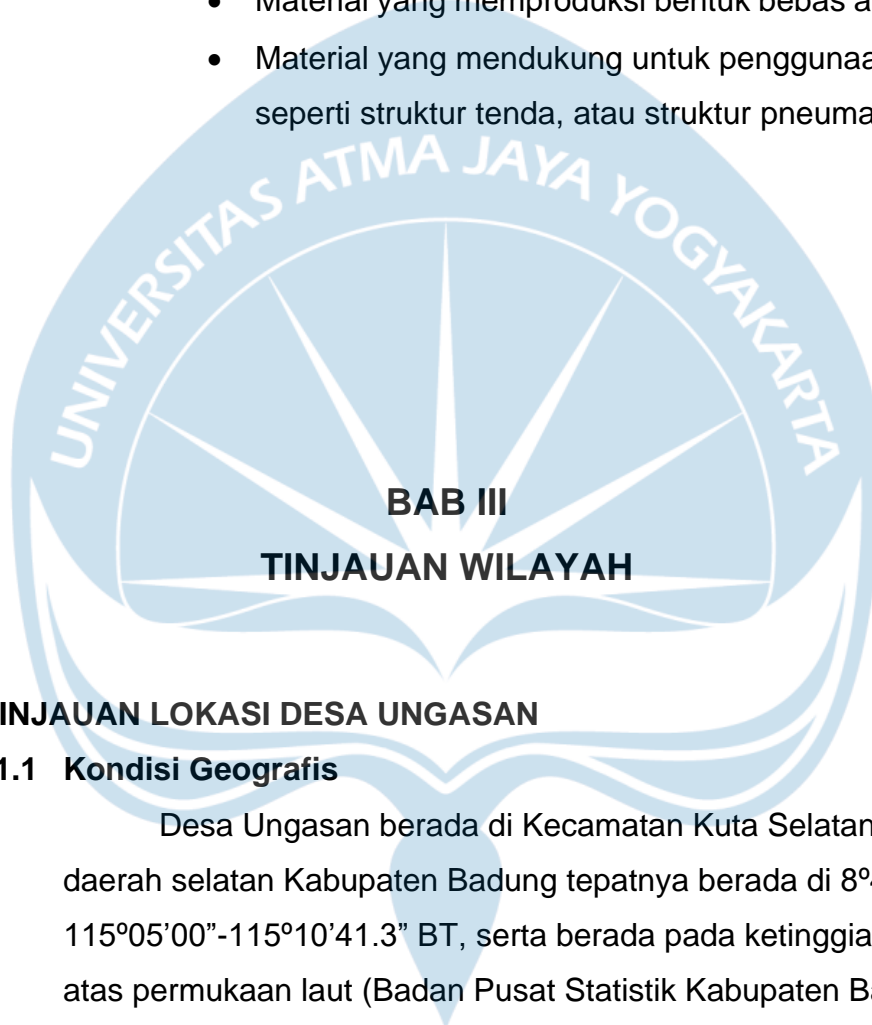 • Material yang memproduksi bentuk bebas a
• Material yang mendukung untuk penggunaa
seperti struktur tenda, atau struktur pneuma
UNIVERSITAS ATMA JAYA YOGYAKARTA
BAB III
TINJAUAN WILAYAH
INJAUAN LOKASI DESA UNGASAN
1.1 Kondisi Geografis
Desa Ungasan berada di Kecamatan Kuta Selatan
daerah selatan Kabupaten Badung tepatnya berada di 8º
115º05’00”-115º10’41.3” BT, serta berada pada ketinggia
atas permukaan laut (Badan Pusat Statistik Kabupaten Ba